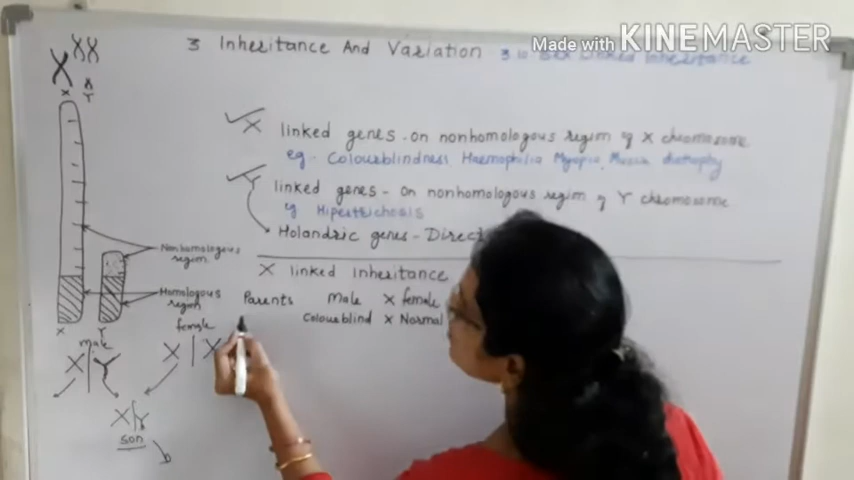 Made with KINEMASTER
3 Inheritance And Variation
X
Y
X linked genes - on nonhomologous region of X chromosome
eg - Colourblindness Haemophilia Myopia
Y linked genes - on nonhomologous region of Y chromosome
eg Hipertrichosis
Holandric genes - Direct
Nonhomologous region
Homologous region
X linked Inheritance
Parents Male X female
Colourblind X Normal
X Y
male
X Y
female
X X
X Y
son